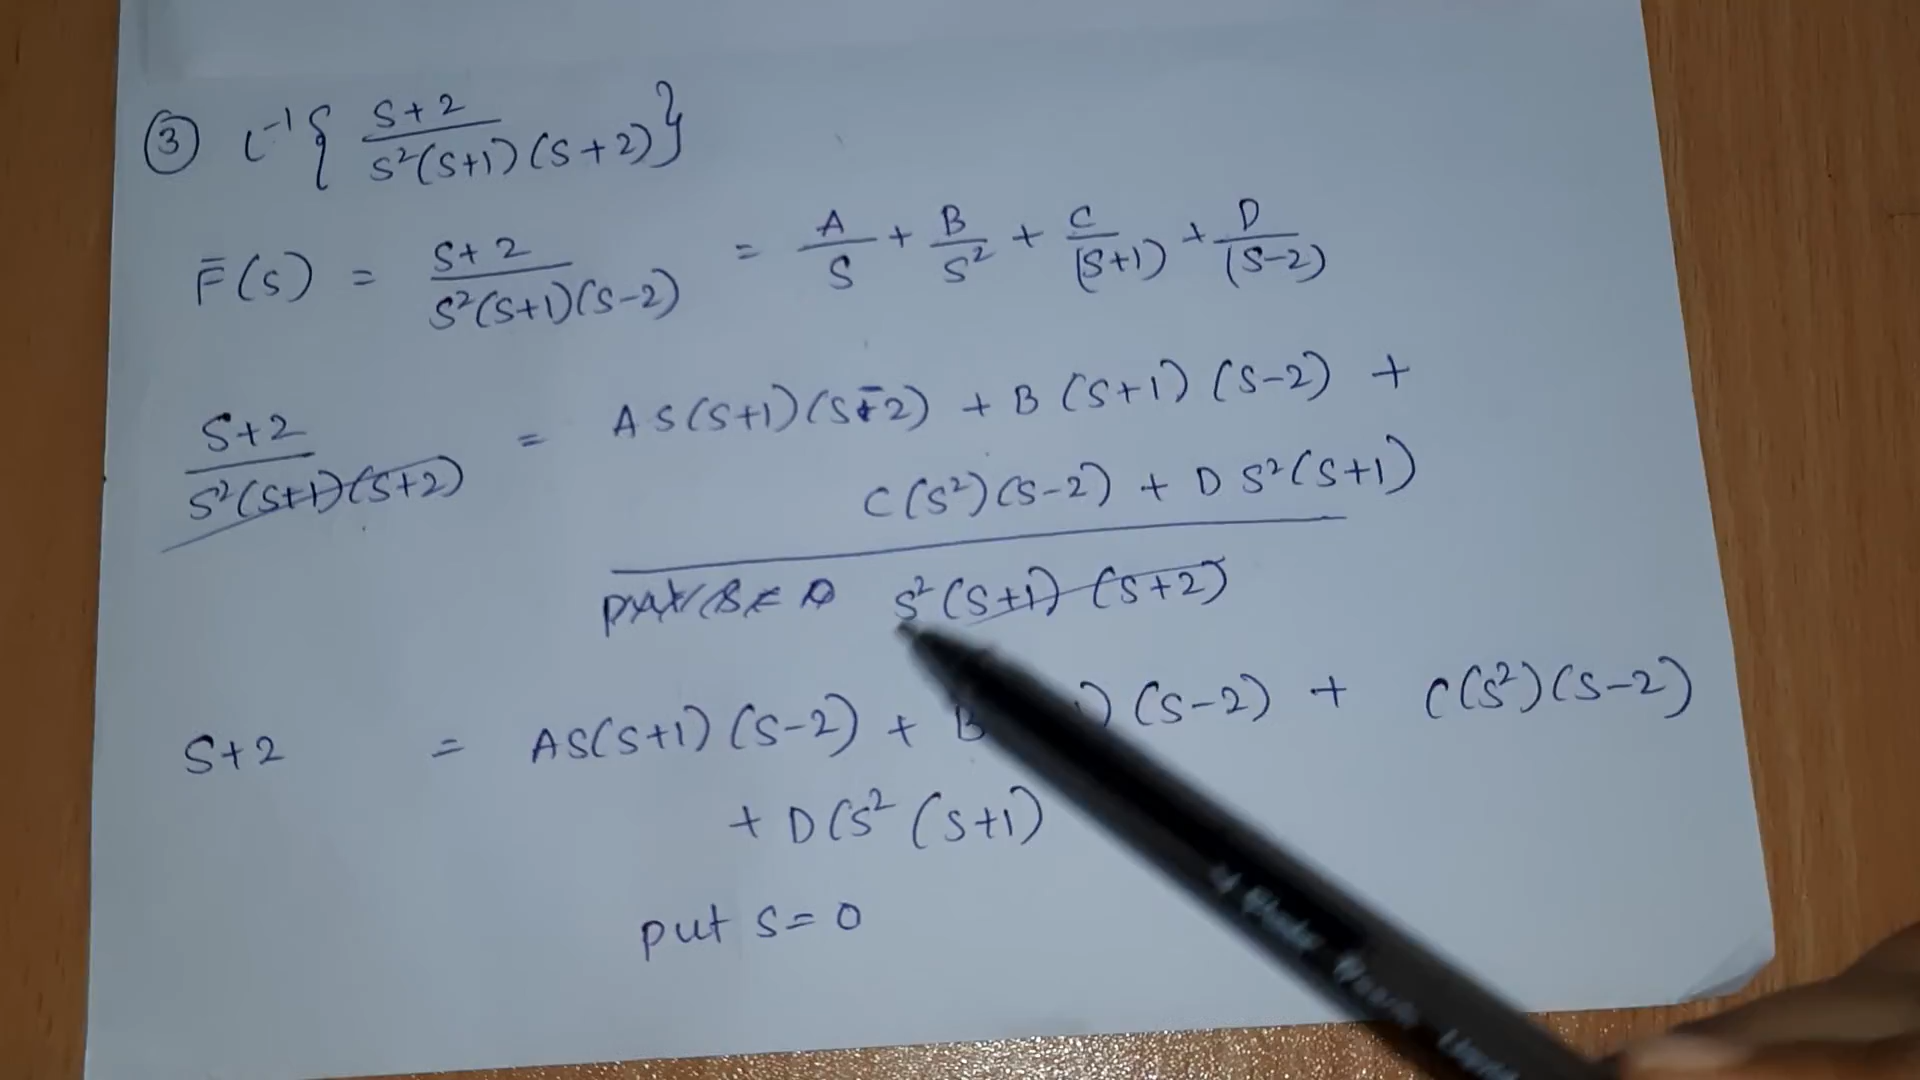 ③ L⁻¹{ S+2 / S²(S+1)(S+2) }
F̄(S) = S+2 / S²(S+1)(S-2) = A/S + B/S² + C/(S+1) + D/(S-2)
S+2 / S²(S+1)(S+2) = AS(S+1)(S-2) + B(S+1)(S-2) +
C(S²)(S-2) + D S²(S+1)
S²(S+1)(S+2)
S+2 = AS(S+1)(S-2) + B ) (S-2) + C(S²)(S-2)
+ D(S²(S+1)
put S=0